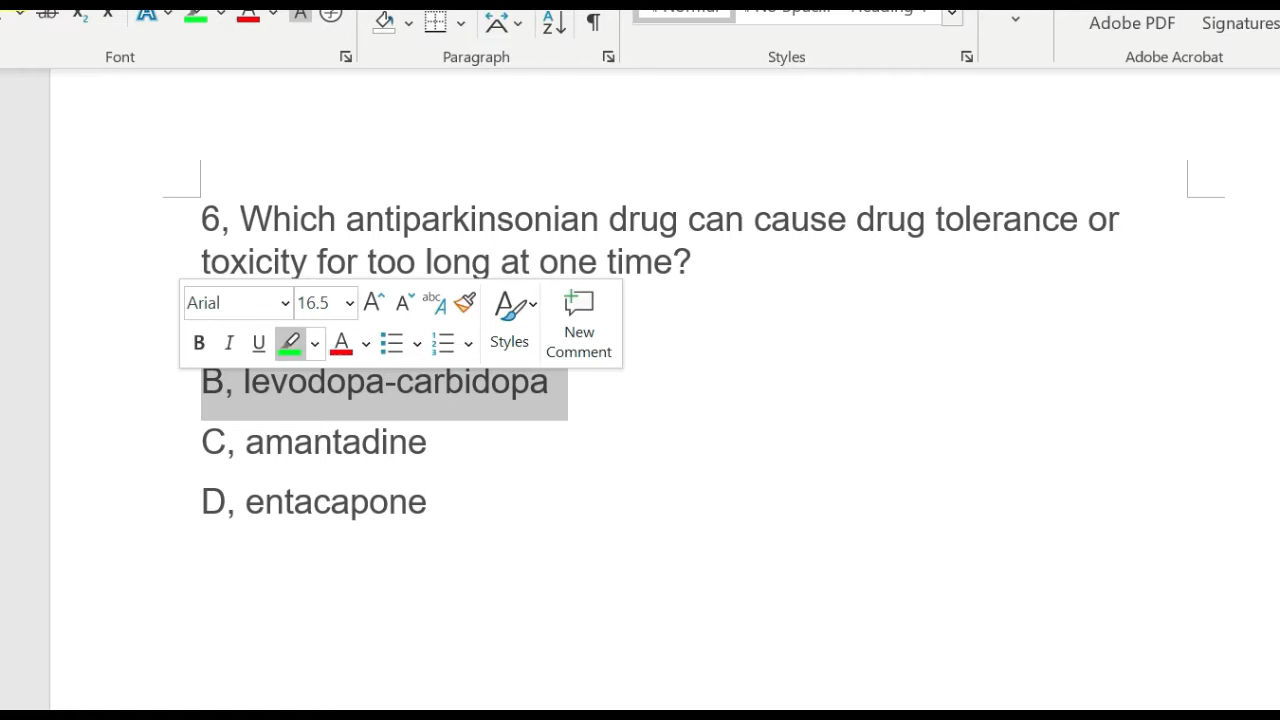 Font
Paragraph
Styles
Adobe PDF
Signatures
Adobe Acrobat
6, Which antiparkinsonian drug can cause drug tolerance or
toxicity for too long at one time?
Arial
16.5
Styles
New
Comment
B, levodopa-carbidopa
C, amantadine
D, entacapone